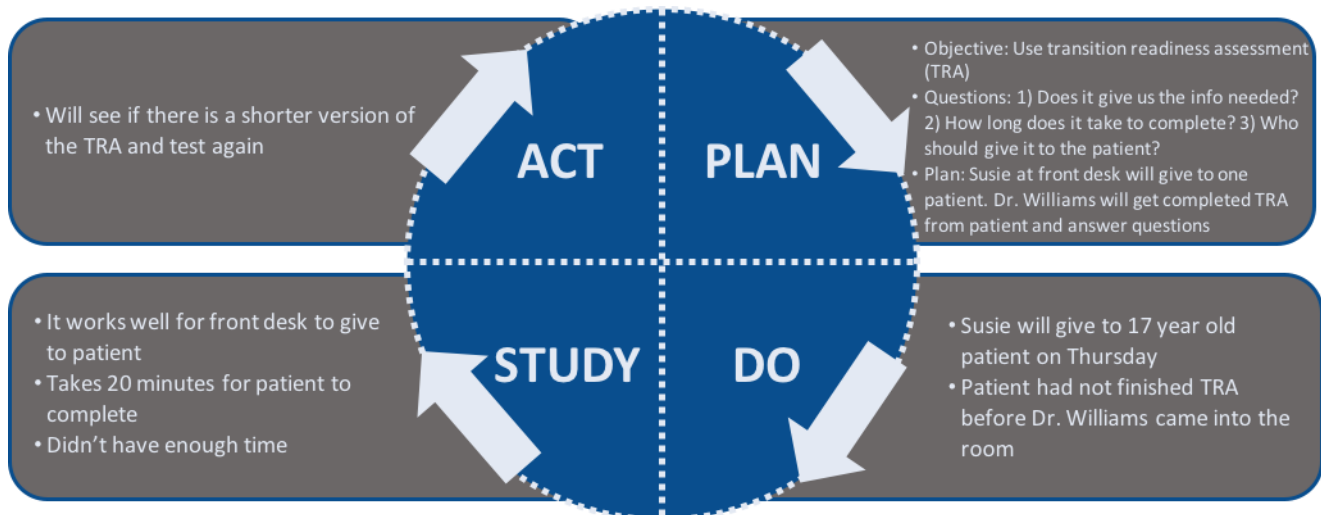 • Will see if there is a shorter version of
the TRA and test again
ACT
PLAN
• Objective: Use transition readiness assessment
(TRA)
• Questions: 1) Does it give us the info needed?
2) How long does it take to complete? 3) Who
should give it to the patient?
• Plan: Susie at front desk will give to one
patient. Dr. Williams will get completed TRA
from patient and answer questions
• It works well for front desk to give
to patient
• Takes 20 minutes for patient to
complete
• Didn't have enough time
STUDY
DO
• Susie will give to 17 year old
patient on Thursday
• Patient had not finished TRA
before Dr. Williams came into the
room